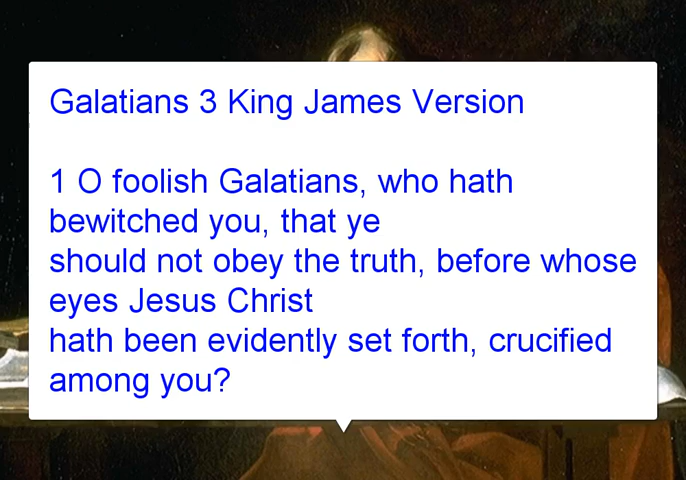 Galatians 3 King James Version
1 O foolish Galatians, who hath
bewitched you, that ye
should not obey the truth, before whose
eyes Jesus Christ
hath been evidently set forth, crucified
among you?